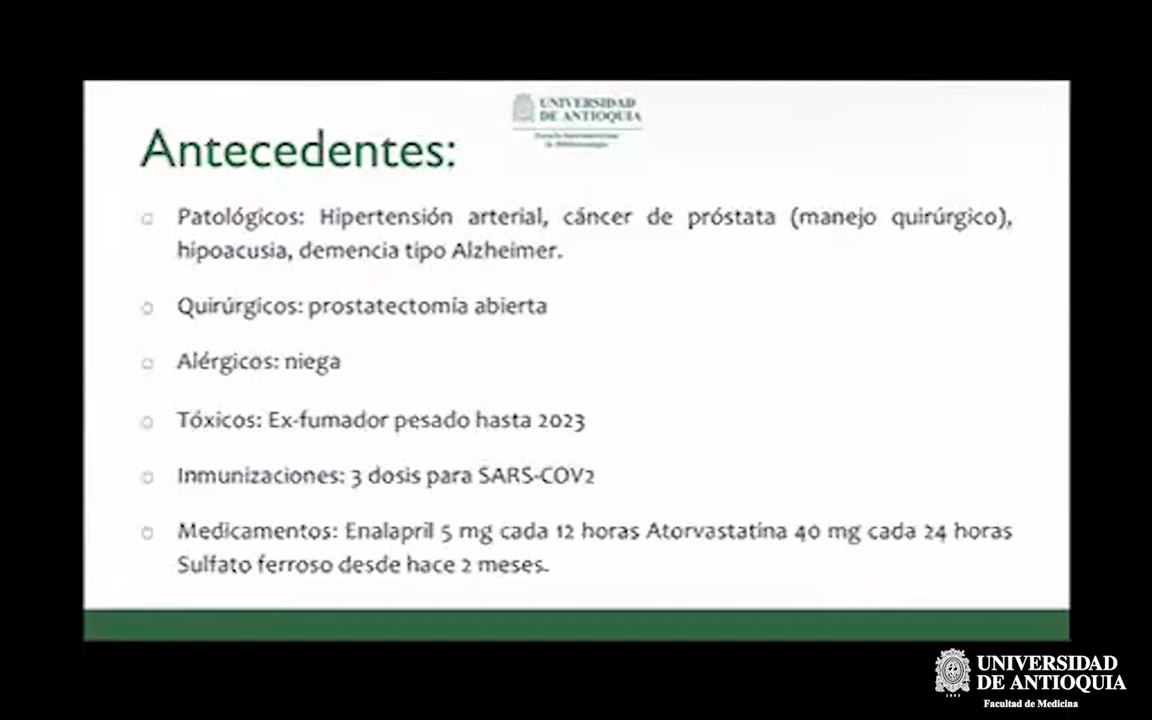 UNIVERSIDAD
DE ANTIOQUIA
Antecedentes:
Patológicos: Hipertensión arterial, cáncer de próstata (manejo quirúrgico),
hipoacusia, demencia tipo Alzheimer.
Quirúrgicos: prostatectomía abierta
Alérgicos: niega
Tóxicos: Ex-fumador pesado hasta 2023
Inmunizaciones: 3 dosis para SARS-COV2
Medicamentos: Enalapril 5 mg cada 12 horas Atorvastatina 40 mg cada 24 horas
Sulfato ferroso desde hace 2 meses.
UNIVERSIDAD
DE ANTIOQUIA
Facultad de Medicina